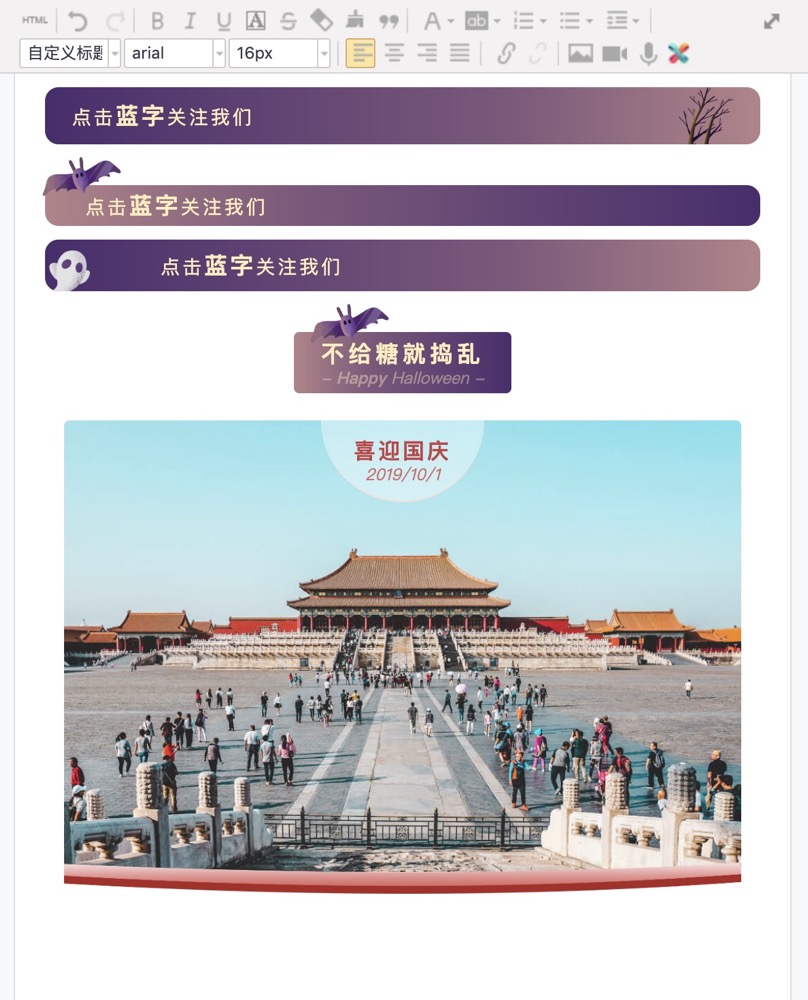 HTML
B I U A S A ab
自定义标题 arial 16px
点击蓝字关注我们
点击蓝字关注我们
点击蓝字关注我们
不给糖就捣乱
– Happy Halloween –
喜迎国庆
2019/10/1